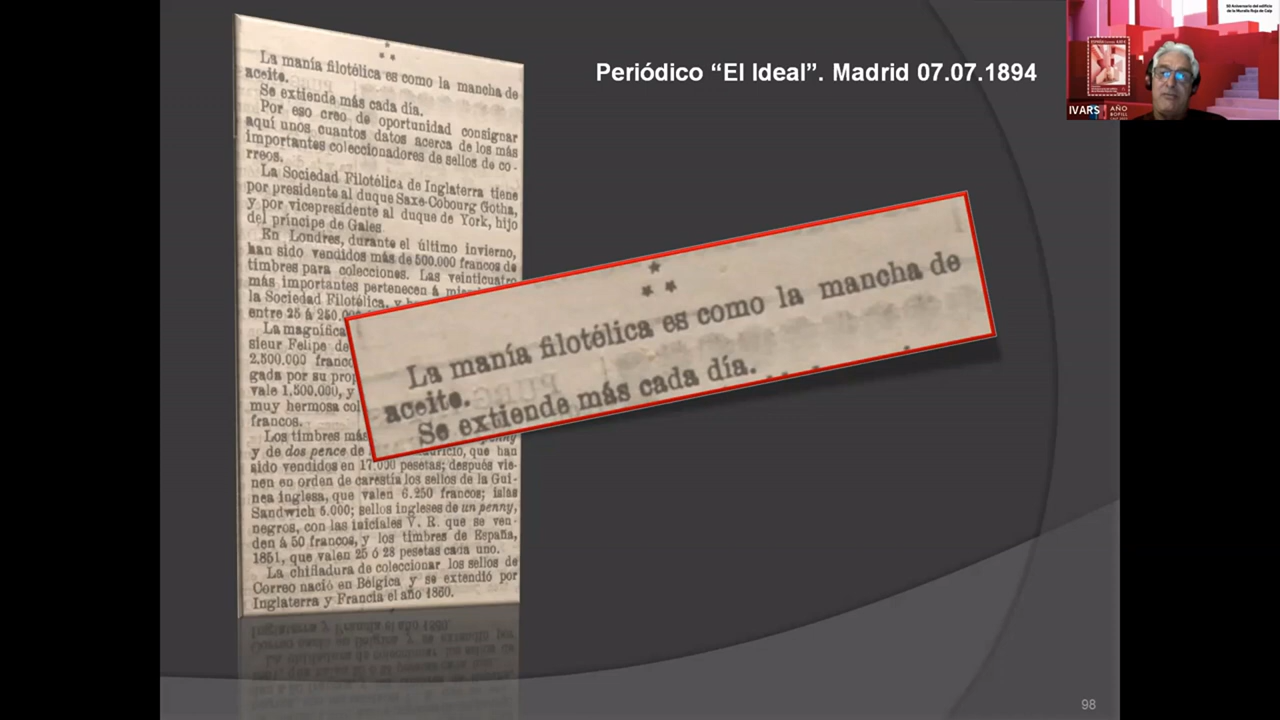 Periódico “El Ideal”. Madrid 07.07.1894
La manía filotélica es como la mancha de
aceite.
Se extiende más cada día.
Por eso creo de oportunidad consignar
aquí unos cuantos datos acerca de los más
importantes coleccionadores de sellos de co-
rreos.
La Sociedad Filotélica de Inglaterra tiene
por presidente al duque Saxe-Cobourg Gotha,
y por vicepresidente al duque de York, hijo
del príncipe de Gales.
En Londres, durante el último invierno,
han sido vendidos más de 500.000 francos de
timbres para colecciones. Las veinticuatro
más importantes pertenecen á
la Sociedad Filotélica, y
entre 25 á 250.000
La magnífica
sieur Felipe de
2.500.000
gada por su
vale 1.500.000, y
muy hermosa
francos.
Los timbres más penny
y de dos pence de que han
sido vendidos en 17.000 pesetas; después vie-
nen en orden de carestía los sellos de la Gui-
nea inglesa, que valen 6.250 francos; islas
Sandwich 5.000; sellos ingleses de un penny,
negros, con las iniciales V. R. que se ven-
den á 50 francos, y los timbres de España,
1851, que valen 25 ó 28 pesetas cada uno.
La chifladura de coleccionar los sellos de
Correo nació en Bélgica y se extendió por
Inglaterra y Francia el año 1860.
La manía filotélica es como la mancha de
aceite.
Se extiende más cada día.
IVARS
AÑO
BOFILL
98